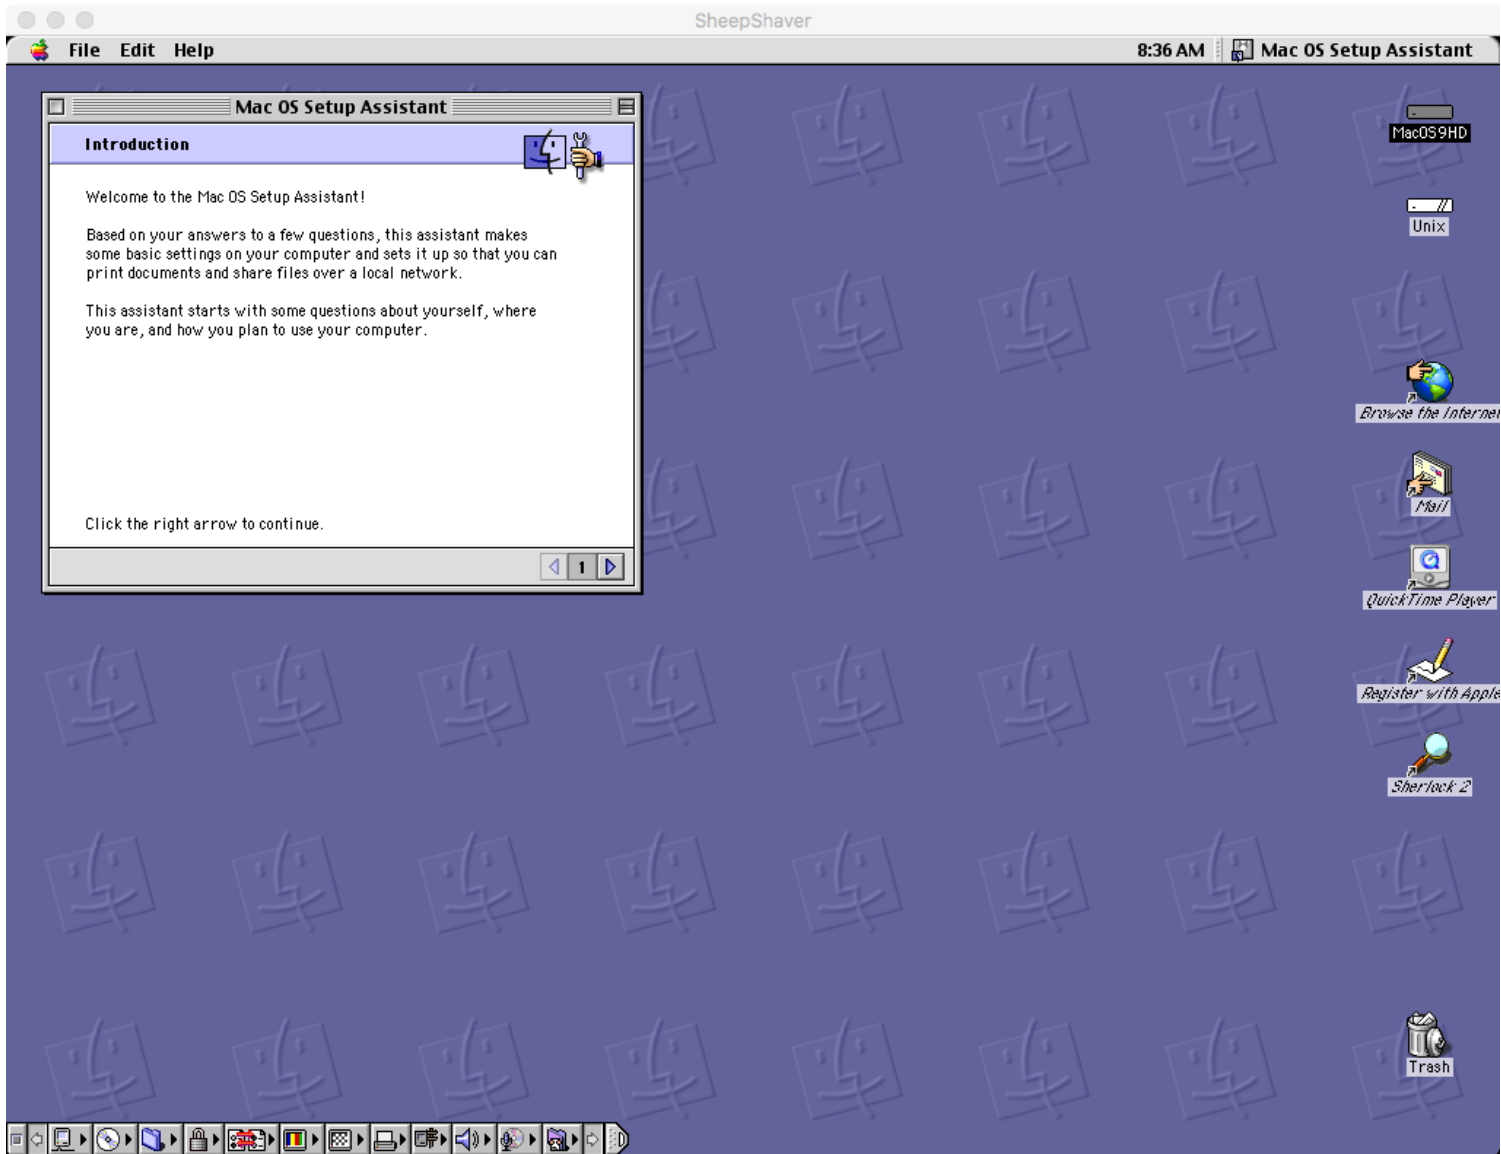 SheepShaver
File Edit Help
8:36 AM Mac OS Setup Assistant
Mac OS Setup Assistant
Introduction
Welcome to the Mac OS Setup Assistant!
Based on your answers to a few questions, this assistant makes
some basic settings on your computer and sets it up so that you can
print documents and share files over a local network.
This assistant starts with some questions about yourself, where
you are, and how you plan to use your computer.
Click the right arrow to continue.
1
MacOS9HD
Unix
Browse the Internet
Mail
QuickTime Player
Register with Apple
Sherlock 2
Trash